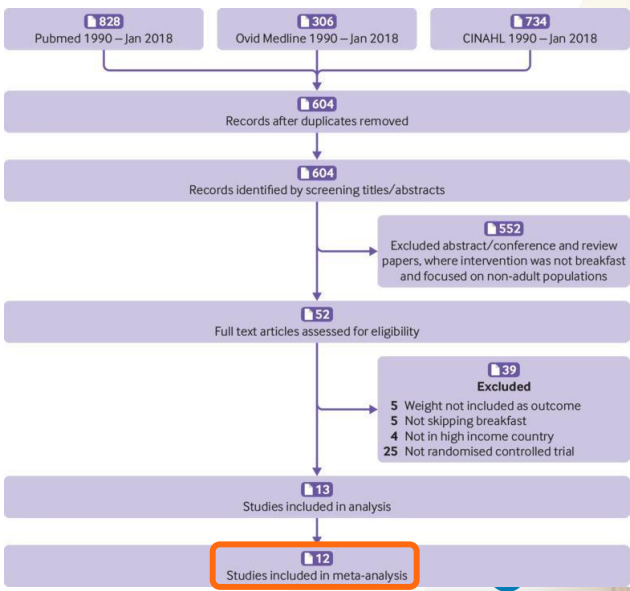 828
Pubmed 1990 – Jan 2018
306
Ovid Medline 1990 – Jan 2018
734
CINAHL 1990 – Jan 2018
604
Records after duplicates removed
604
Records identified by screening titles/abstracts
552
Excluded abstract/conference and review
papers, where intervention was not breakfast
and focused on non-adult populations
52
Full text articles assessed for eligibility
39
Excluded
5 Weight not included as outcome
5 Not skipping breakfast
4 Not in high income country
25 Not randomised controlled trial
13
Studies included in analysis
12
Studies included in meta-analysis